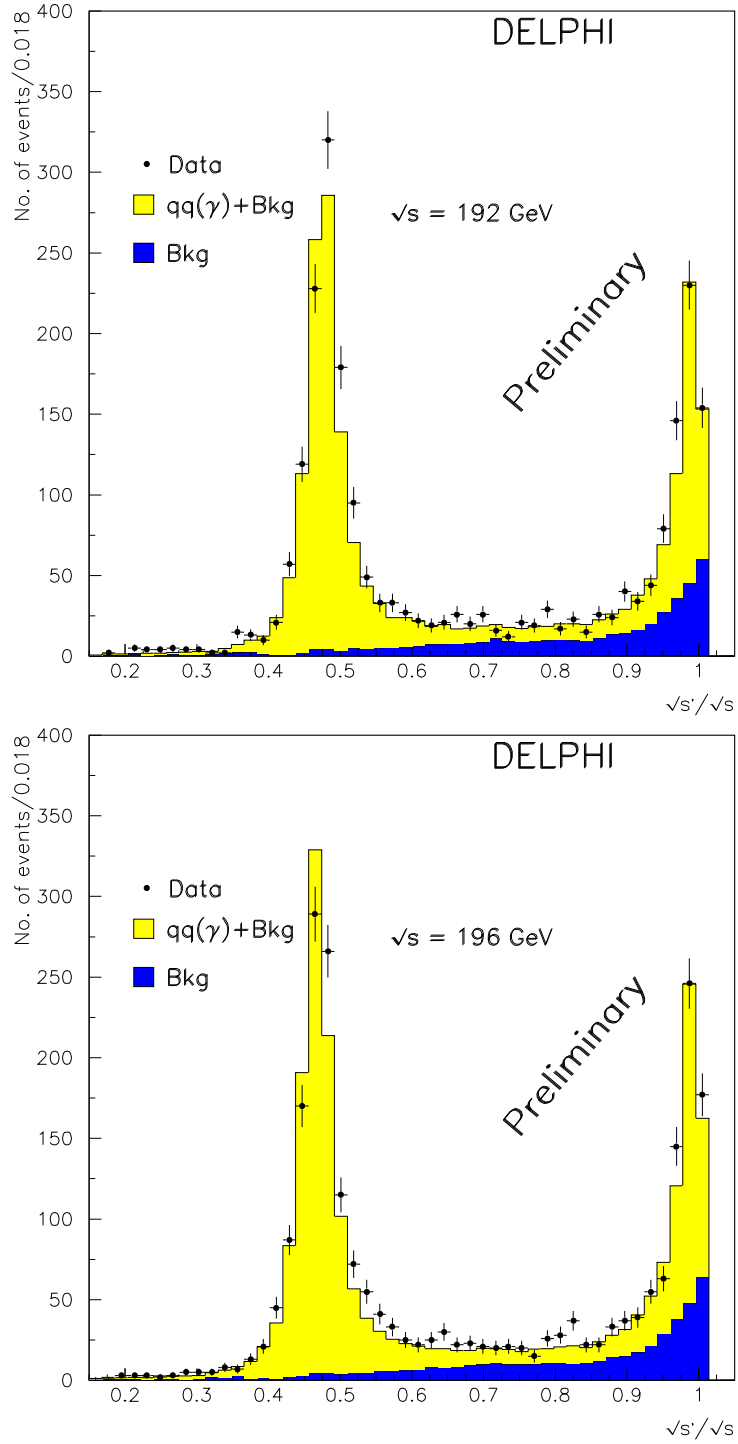 400
350
300
250
200
150
100
50
0
No. of events/0.018
DELPHI
Data
qq(γ)+Bkg
Bkg
√s = 192 GeV
Preliminary
0.2 0.3 0.4 0.5 0.6 0.7 0.8 0.9 1
√s'/√s
400
350
300
250
200
150
100
50
0
No. of events/0.018
DELPHI
Data
qq(γ)+Bkg
Bkg
√s = 196 GeV
Preliminary
0.2 0.3 0.4 0.5 0.6 0.7 0.8 0.9 1
√s'/√s